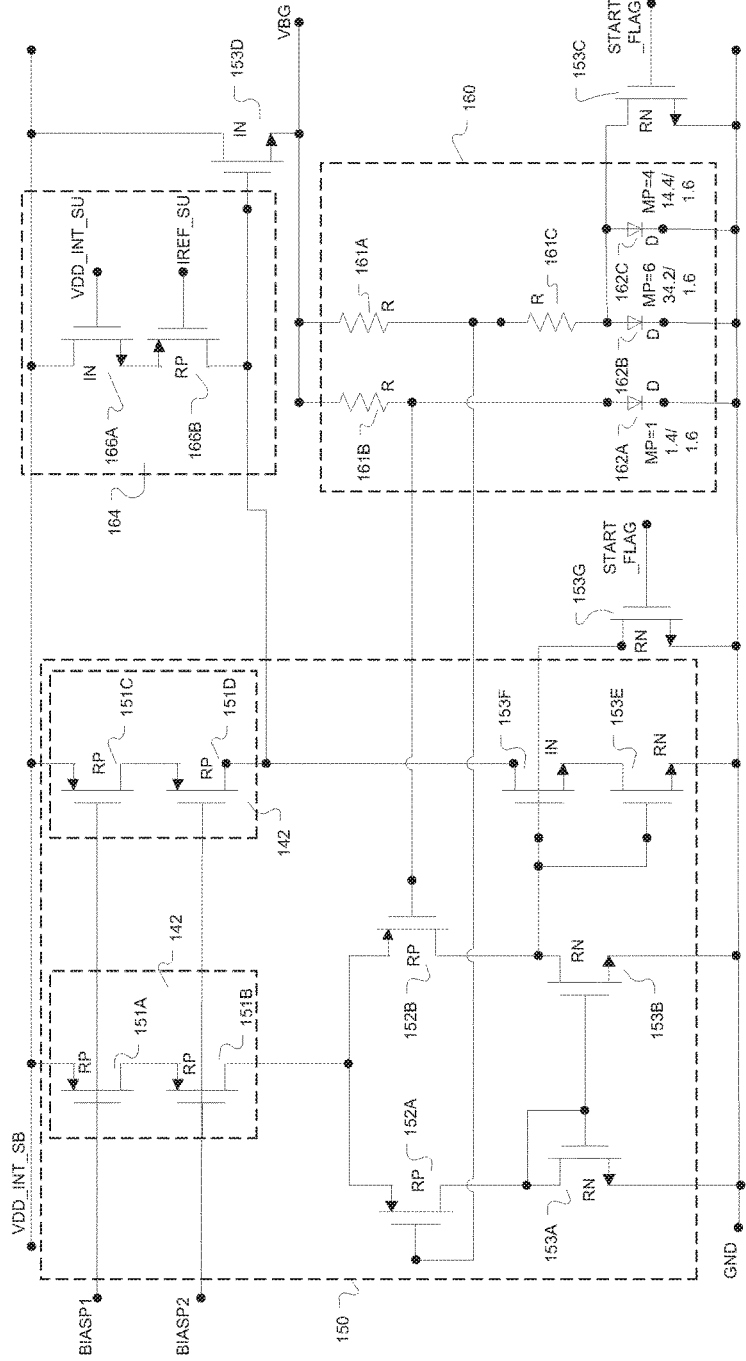 VDD_INT_SB
BIASP1
BIASP2
150
142
RP
151A
RP
151B
142
RP
151C
RP
151D
164
166A
IN
VDD_INT_SU
166B
RP
IREF_SU
IN
153D
VBG
152A
RP
152B
RP
153A
RN
153B
RN
153F
IN
153E
RN
153G
RN
START
_FLAG
160
161B
R
161A
R
161C
R
162A
D
MP=1
1.4/
1.6
162B
D
MP=6
34.2/
1.6
162C
D
MP=4
14.4/
1.6
153C
RN
START
_FLAG
GND